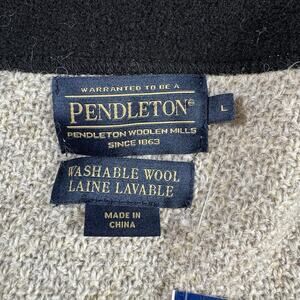 WARRANTED TO BE A
PENDLETON®
L
PENDLETON WOOLEN MILLS
SINCE 1863
WASHABLE WOOL
LAINE LAVABLE
MADE IN
CHINA